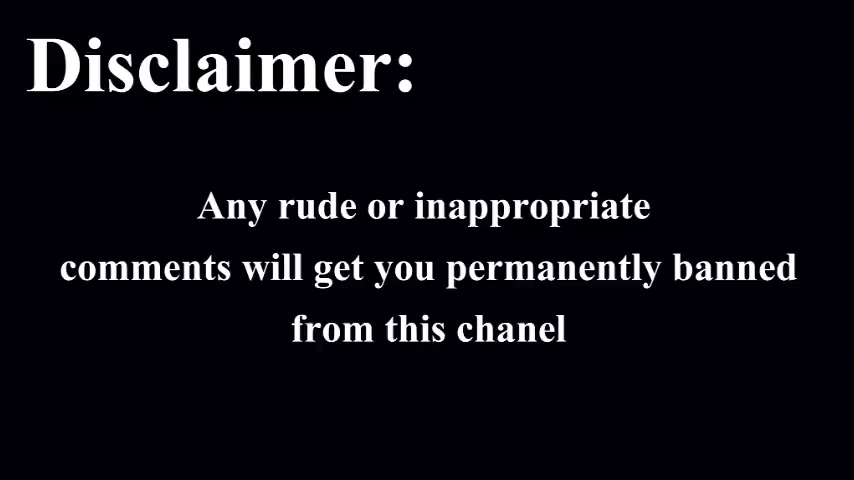 Disclaimer:
Any rude or inappropriate
comments will get you permanently banned
from this chanel